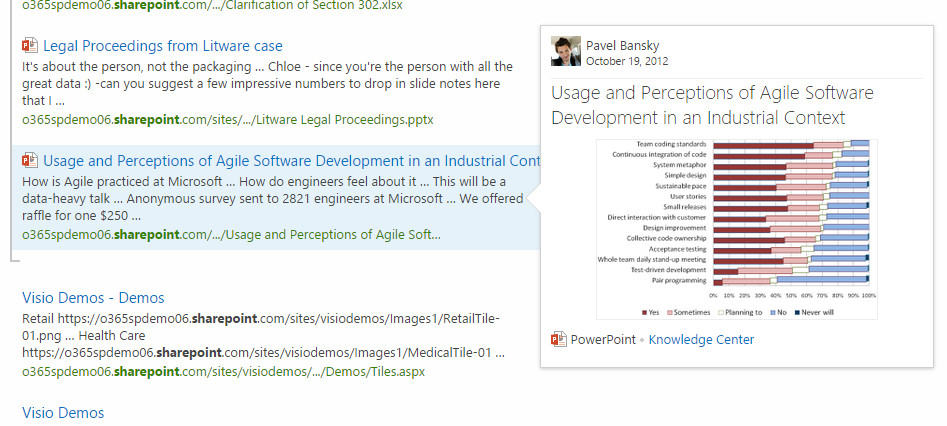 o365spdemo06.sharepoint.com/.../Clarification of Section 302.xlsx
Legal Proceedings from Litware case
It's about the person, not the packaging ... Chloe - since you're the person with all the
great data :) -can you suggest a few impressive numbers to drop in slide notes here
that I ...
o365spdemo06.sharepoint.com/sites/.../Litware Legal Proceedings.pptx
Usage and Perceptions of Agile Software Development in an Industrial Cont
How is Agile practiced at Microsoft ... How do engineers feel about it ... This will be a
data-heavy talk ... Anonymous survey sent to 2821 engineers at Microsoft ... We offered
raffle for one $250 ...
o365spdemo06.sharepoint.com/.../Usage and Perceptions of Agile Soft...
Visio Demos - Demos
Retail https://o365spdemo06.sharepoint.com/sites/visiodemos/Images1/RetailTile-
01.png ... Health Care
https://o365spdemo06.sharepoint.com/sites/visiodemos/Images1/MedicalTile-01 ...
o365spdemo06.sharepoint.com/sites/visiodemos/.../Demos/Tiles.aspx
Visio Demos
Pavel Bansky
October 19, 2012
Usage and Perceptions of Agile Software
Development in an Industrial Context
Team coding standards
Continuous integration of code
System metaphor
Simple design
Sustainable pace
User stories
Small releases
Direct interaction with customer
Design improvement
Collective code ownership
Acceptance testing
Whole team daily stand-up meeting
Test-driven development
Pair programming
0% 10% 20% 30% 40% 50% 60% 70% 80% 90% 100%
Yes Sometimes Planning to No Never will
PowerPoint Knowledge Center